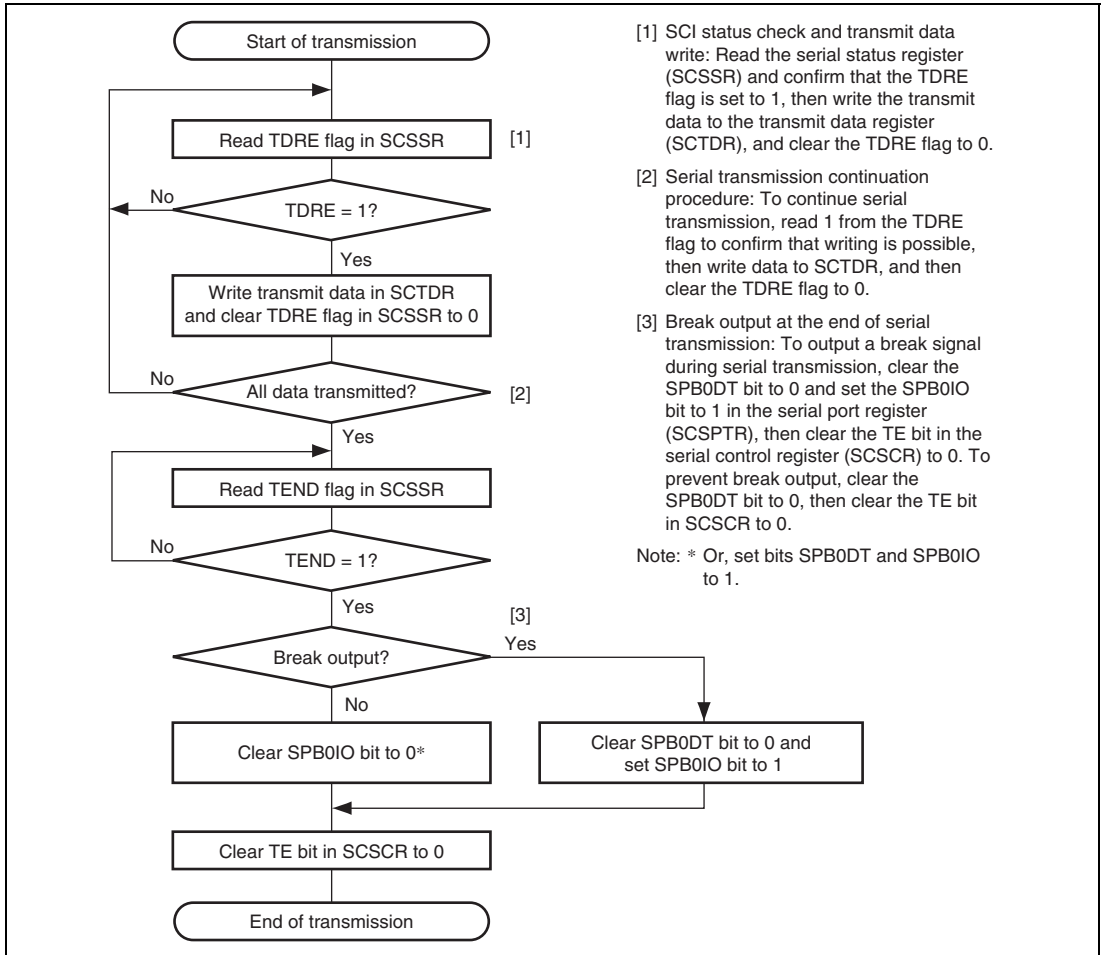 Start of transmission
Read TDRE flag in SCSSR
[1]
No
TDRE = 1?
Yes
Write transmit data in SCTDR
and clear TDRE flag in SCSSR to 0
No
All data transmitted?
[2]
Yes
Read TEND flag in SCSSR
No
TEND = 1?
Yes
[3]
Break output?
Yes
No
Clear SPB0IO bit to 0*
Clear SPB0DT bit to 0 and
set SPB0IO bit to 1
Clear TE bit in SCSCR to 0
End of transmission
[1] SCI status check and transmit data
write: Read the serial status register
(SCSSR) and confirm that the TDRE
flag is set to 1, then write the transmit
data to the transmit data register
(SCTDR), and clear the TDRE flag to 0.
[2] Serial transmission continuation
procedure: To continue serial
transmission, read 1 from the TDRE
flag to confirm that writing is possible,
then write data to SCTDR, and then
clear the TDRE flag to 0.
[3] Break output at the end of serial
transmission: To output a break signal
during serial transmission, clear the
SPB0DT bit to 0 and set the SPB0IO
bit to 1 in the serial port register
(SCSPTR), then clear the TE bit in the
serial control register (SCSCR) to 0. To
prevent break output, clear the
SPB0DT bit to 0, then clear the TE bit
in SCSCR to 0.
Note: * Or, set bits SPB0DT and SPB0IO
to 1.